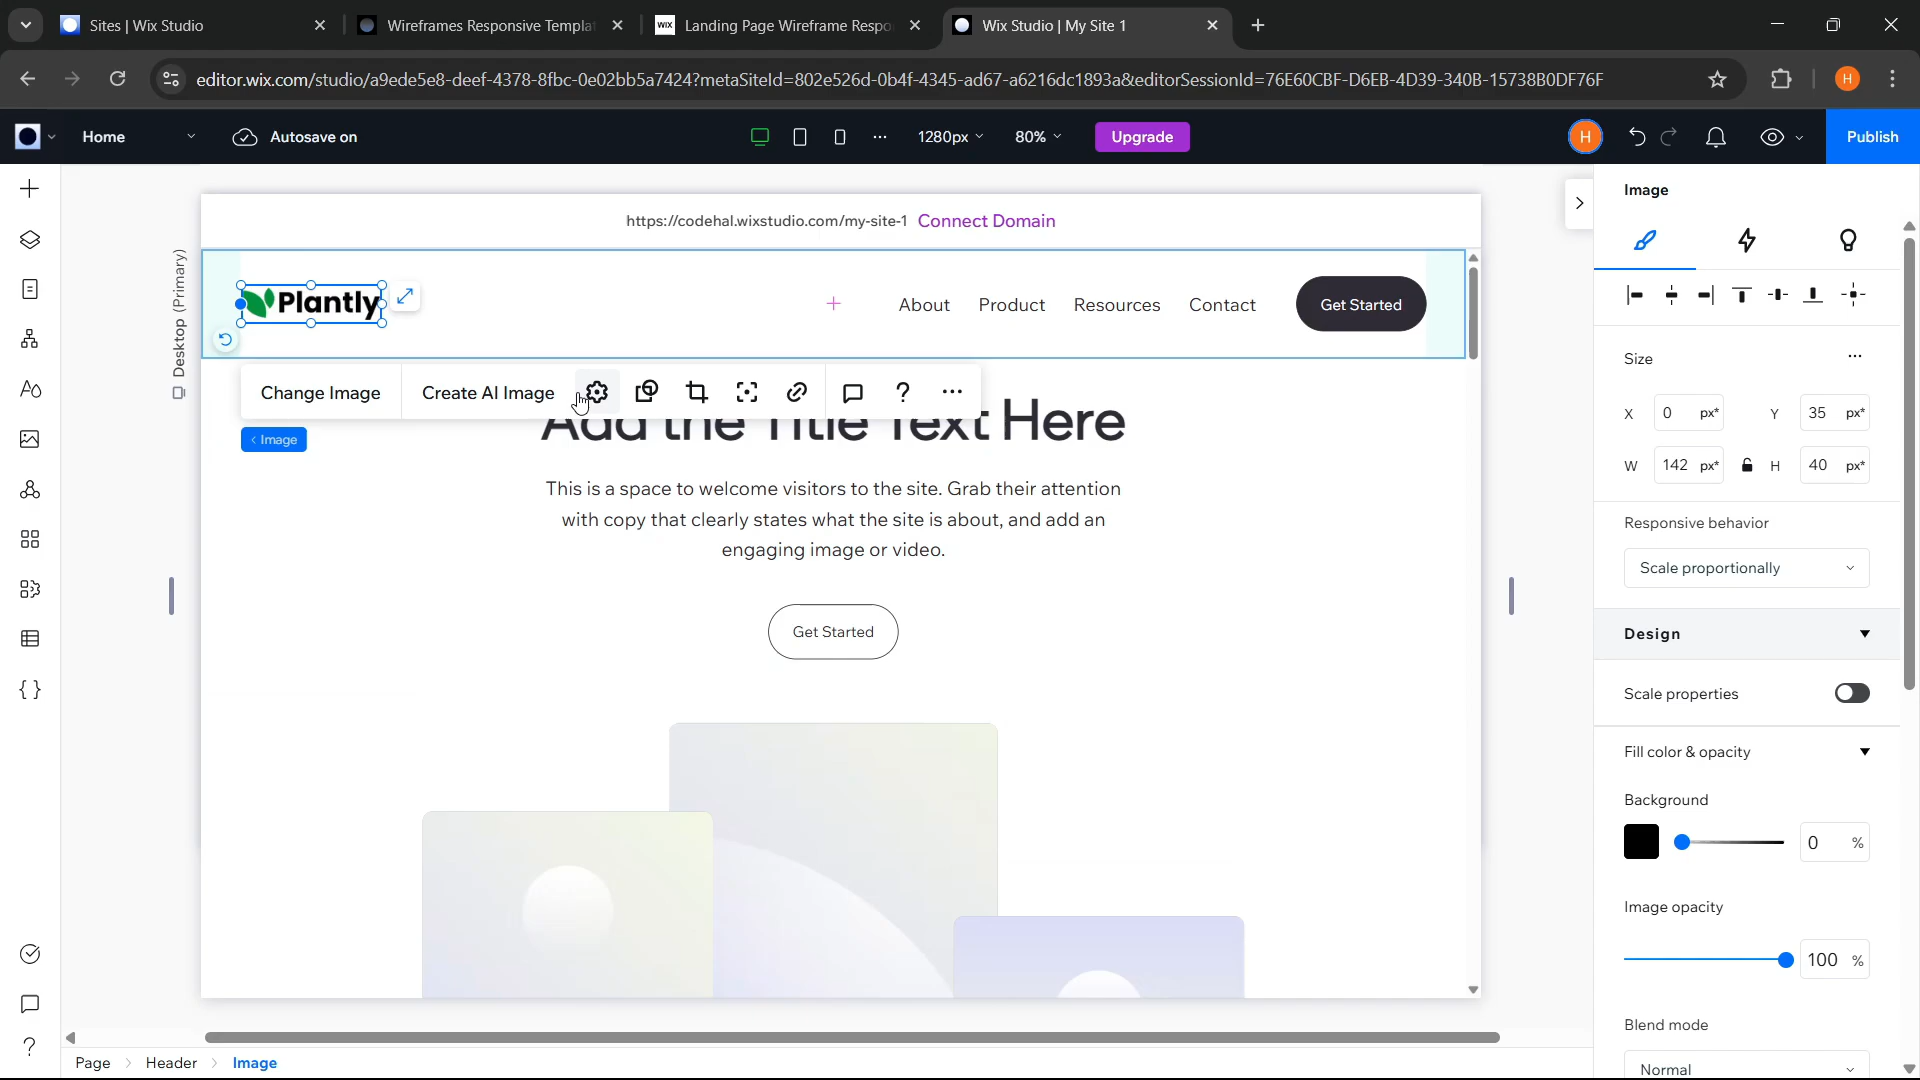 Sites | Wix Studio
Wireframes Responsive Templat
WIX Landing Page Wireframe Respo
Wix Studio | My Site 1
editor.wix.com/studio/a9ede5e8-deef-4378-8fbc-0e02bb5a7424?metaSiteId=802e526d-0b4f-4345-ad67-a6216dc1893a&editorSessionId=76E60CBF-D6EB-4D39-340B-15738B0DF76F
H
Home
Autosave on
1280px
80%
Upgrade
H
Publish
Desktop (Primary)
https://codehal.wixstudio.com/my-site-1 Connect Domain
Plantly
About
Product
Resources
Contact
Get Started
Change Image
Create AI Image
Image
Add the Title Text Here
This is a space to welcome visitors to the site. Grab their attention
with copy that clearly states what the site is about, and add an
engaging image or video.
Get Started
Image
Size
X 0 px* Y 35 px*
W 142 px* H 40 px*
Responsive behavior
Scale proportionally
Design
Scale properties
Fill color & opacity
Background
0 %
Image opacity
100 %
Blend mode
Normal
Page > Header > Image